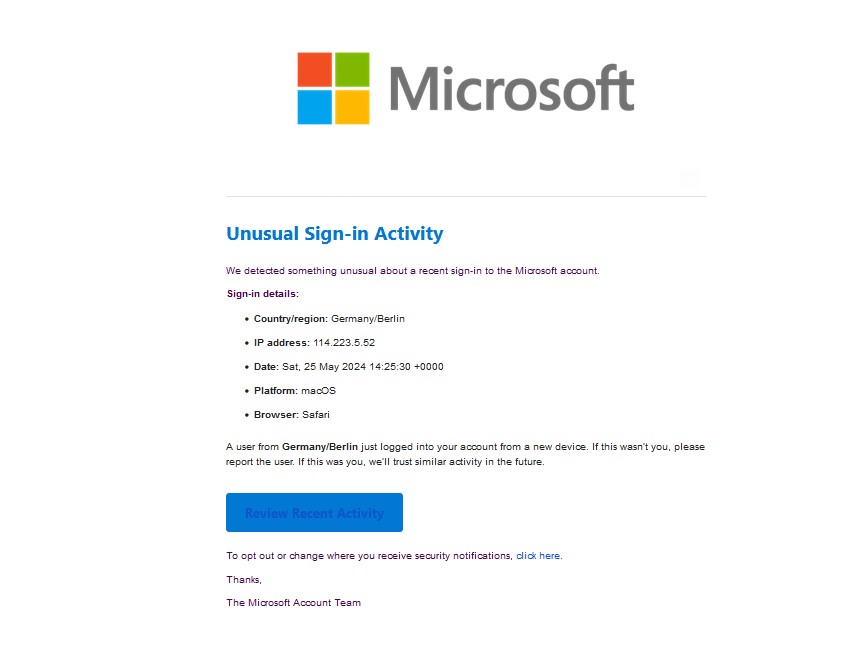 Microsoft
Unusual Sign-in Activity
We detected something unusual about a recent sign-in to the Microsoft account.
Sign-in details:
• Country/region: Germany/Berlin
• IP address: 114.223.5.52
• Date: Sat, 25 May 2024 14:25:30 +0000
• Platform: macOS
• Browser: Safari
A user from Germany/Berlin just logged into your account from a new device. If this wasn't you, please
report the user. If this was you, we'll trust similar activity in the future.
Review Recent Activity
To opt out or change where you receive security notifications, click here.
Thanks,
The Microsoft Account Team